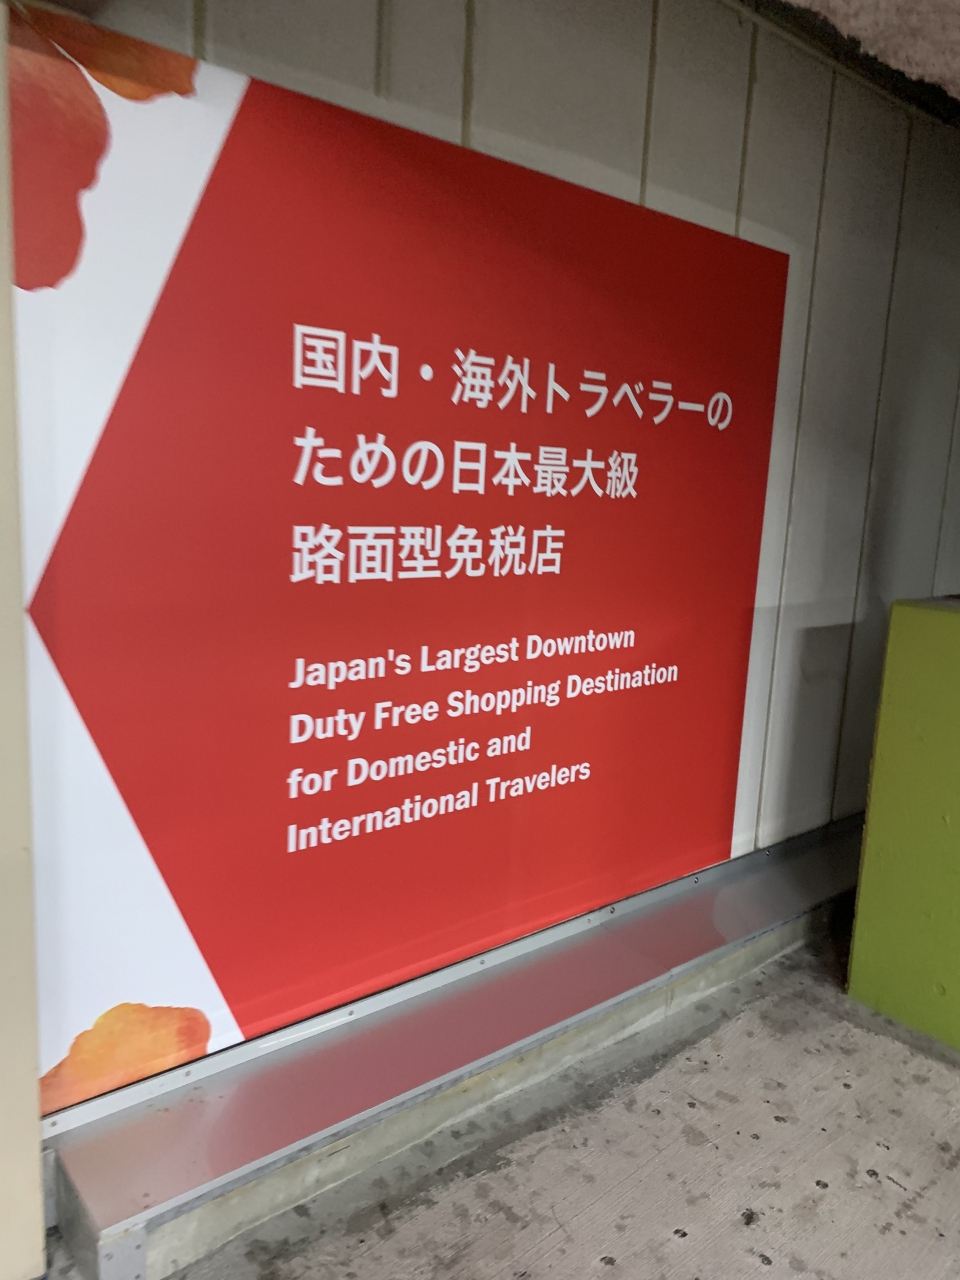 国内・海外トラベラーの
ための日本最大級
路面型免税店
Japan's Largest Downtown
Duty Free Shopping Destination
for Domestic and
International Travelers